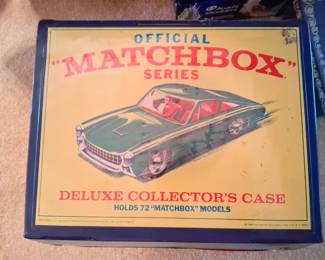 OFFICIAL
"MATCHBOX"
SERIES
DELUXE COLLECTOR'S CASE
HOLDS 72 "MATCHBOX" MODELS